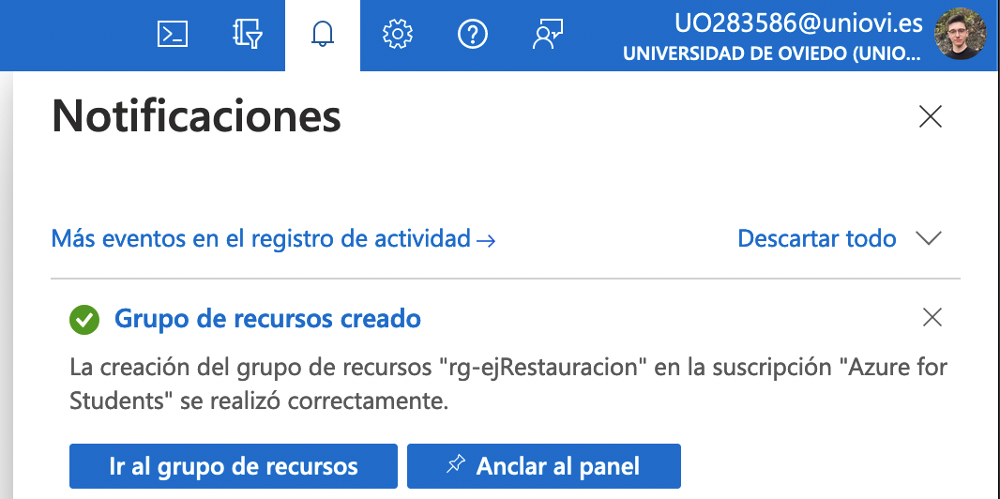 UO283586@uniovi.es
UNIVERSIDAD DE OVIEDO (UNIO...
Notificaciones
Más eventos en el registro de actividad →
Descartar todo
Grupo de recursos creado
La creación del grupo de recursos "rg-ejRestauracion" en la suscripción "Azure for
Students" se realizó correctamente.
Ir al grupo de recursos
Anclar al panel